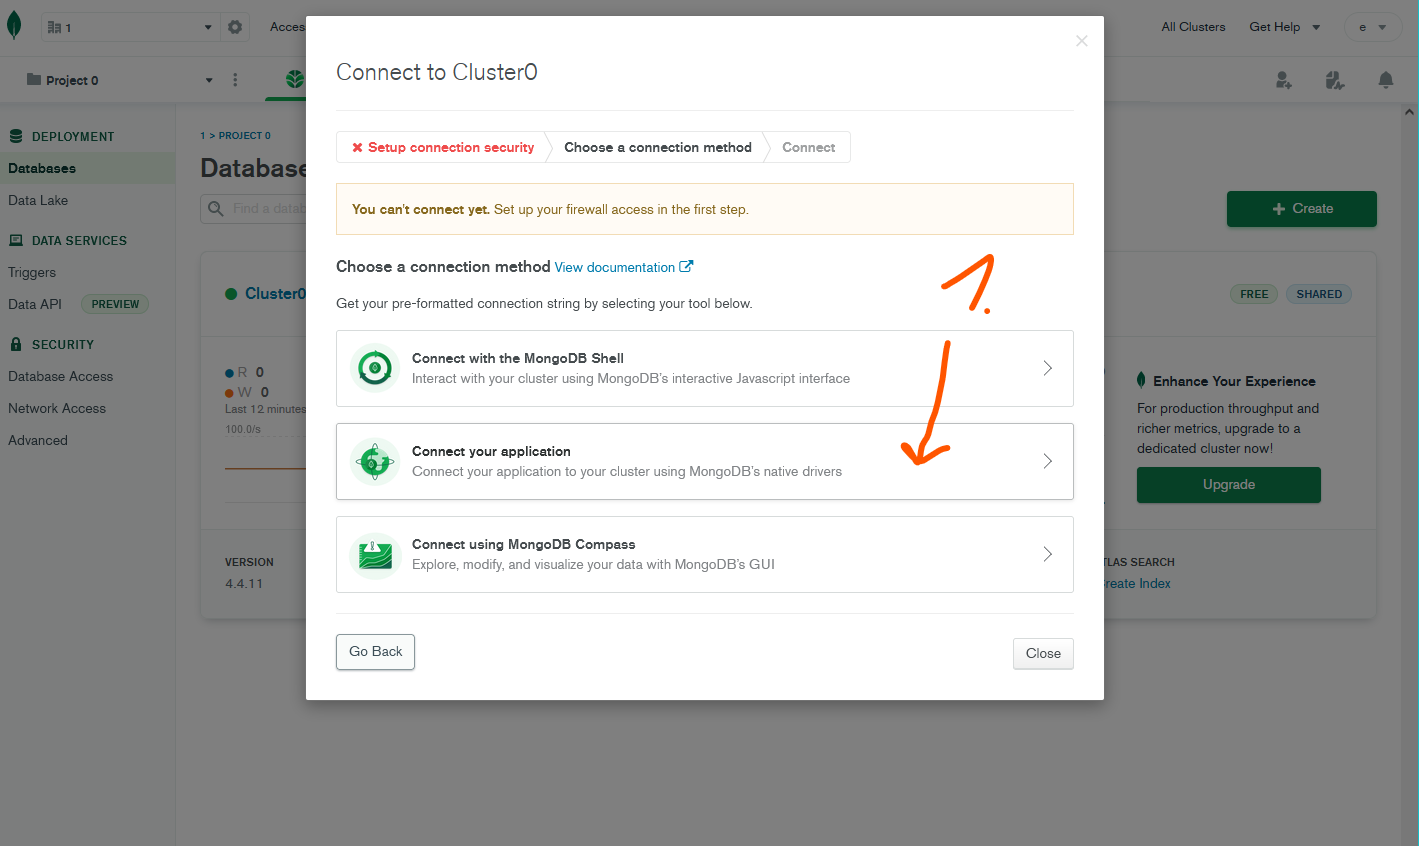 1
Access
All Clusters
Get Help
e
Project 0
DEPLOYMENT
Databases
Data Lake
DATA SERVICES
Triggers
Data API
PREVIEW
SECURITY
Database Access
Network Access
Advanced
1 > PROJECT 0
Database
Find a datab
Create
Cluster0
FREE
SHARED
R 0
W 0
Last 12 minutes
100.0/s
VERSION
4.4.11
Connect to Cluster0
Setup connection security
Choose a connection method
Connect
You can't connect yet. Set up your firewall access in the first step.
Choose a connection method View documentation
Get your pre-formatted connection string by selecting your tool below.
1.
Connect with the MongoDB Shell
Interact with your cluster using MongoDB's interactive Javascript interface
Connect your application
Connect your application to your cluster using MongoDB's native drivers
Connect using MongoDB Compass
Explore, modify, and visualize your data with MongoDB's GUI
Go Back
Close
Enhance Your Experience
For production throughput and
richer metrics, upgrade to a
dedicated cluster now!
Upgrade
TLAS SEARCH
reate Index